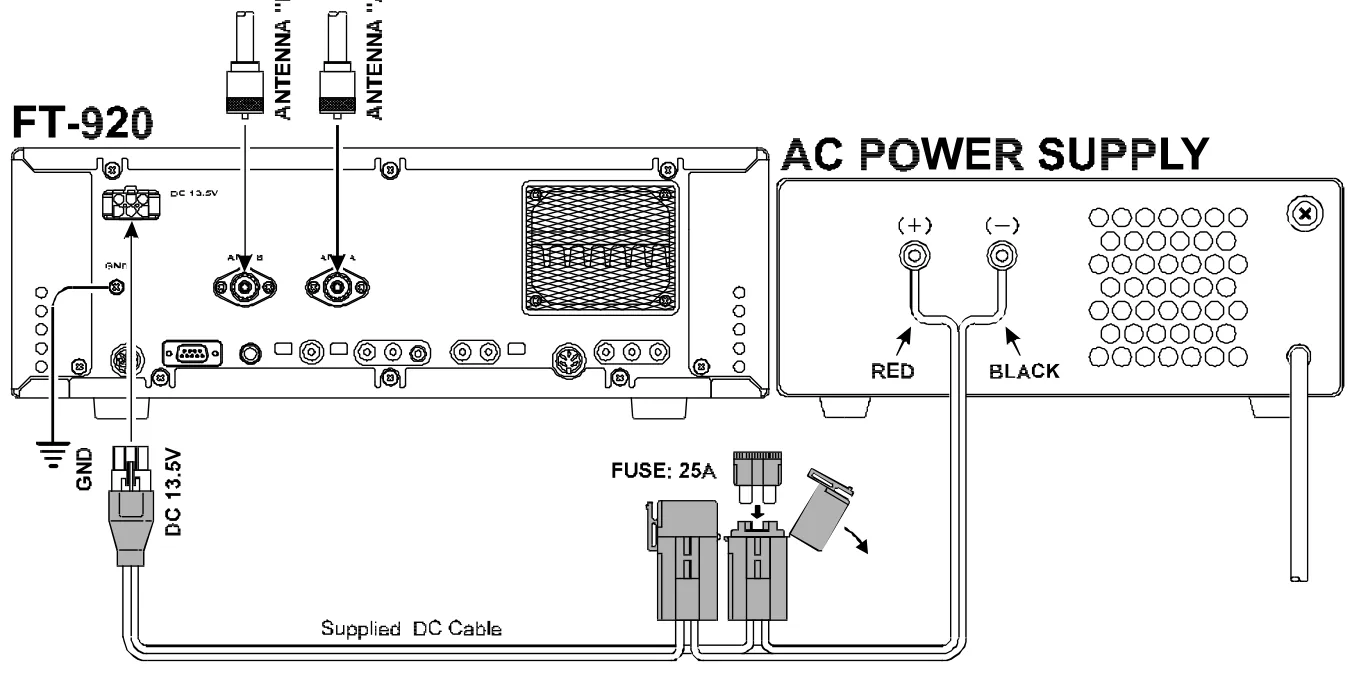 ANTENNA "
ANTENNA "
FT-920
AC POWER SUPPLY
DC 13.5V
(+)
(−)
GND
RED
BLACK
GND
DC 13.5V
FUSE: 25A
Supplied DC Cable